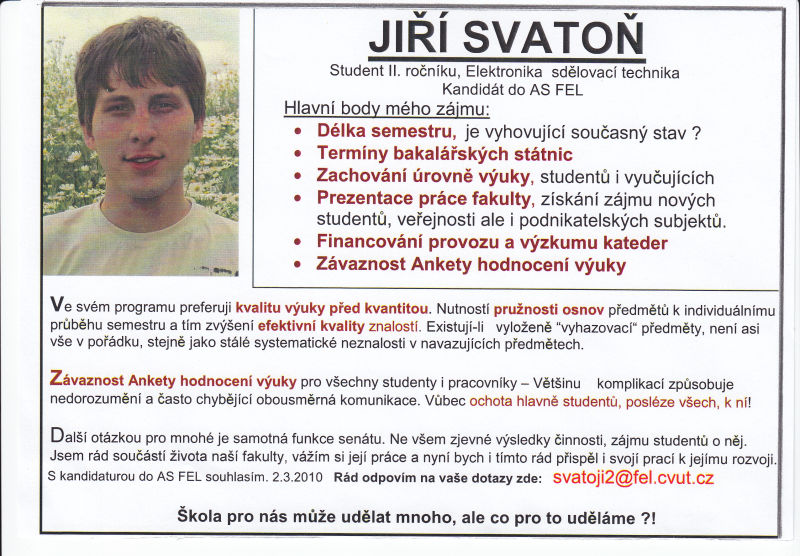 JIŘÍ SVATOŇ
Student II. ročníku, Elektronika sdělovací technika
Kandidát do AS FEL
Hlavní body mého zájmu:
• Délka semestru, je vyhovující současný stav ?
• Termíny bakalářských státnic
• Zachování úrovně výuky, studentů i vyučujících
• Prezentace práce fakulty, získání zájmu nových
studentů, veřejnosti ale i podnikatelských subjektů.
• Financování provozu a výzkumu kateder
• Závaznost Ankety hodnocení výuky
Ve svém programu preferuji kvalitu výuky před kvantitou. Nutností pružnosti osnov předmětů k individuálnímu
průběhu semestru a tím zvýšení efektivní kvality znalostí. Existují-li vyloženě "vyhazovací" předměty, není asi
vše v pořádku, stejně jako stálé systematické neznalosti v navazujících předmětech.
Závaznost Ankety hodnocení výuky pro všechny studenty i pracovníky – Většinu komplikací způsobuje
nedorozumění a často chybějící obousměrná komunikace. Vůbec ochota hlavně studentů, posléze všech, k ní!
Další otázkou pro mnohé je samotná funkce senátu. Ne všem zjevné výsledky činnosti, zájmu studentů o něj.
Jsem rád součástí života naší fakulty, vážím si její práce a nyní bych i tímto rád přispěl i svojí prací k jejímu rozvoji.
S kandidaturou do AS FEL souhlasím. 2.3.2010 Rád odpovím na vaše dotazy zde: svatoji2@fel.cvut.cz
Škola pro nás může udělat mnoho, ale co pro to uděláme ?!